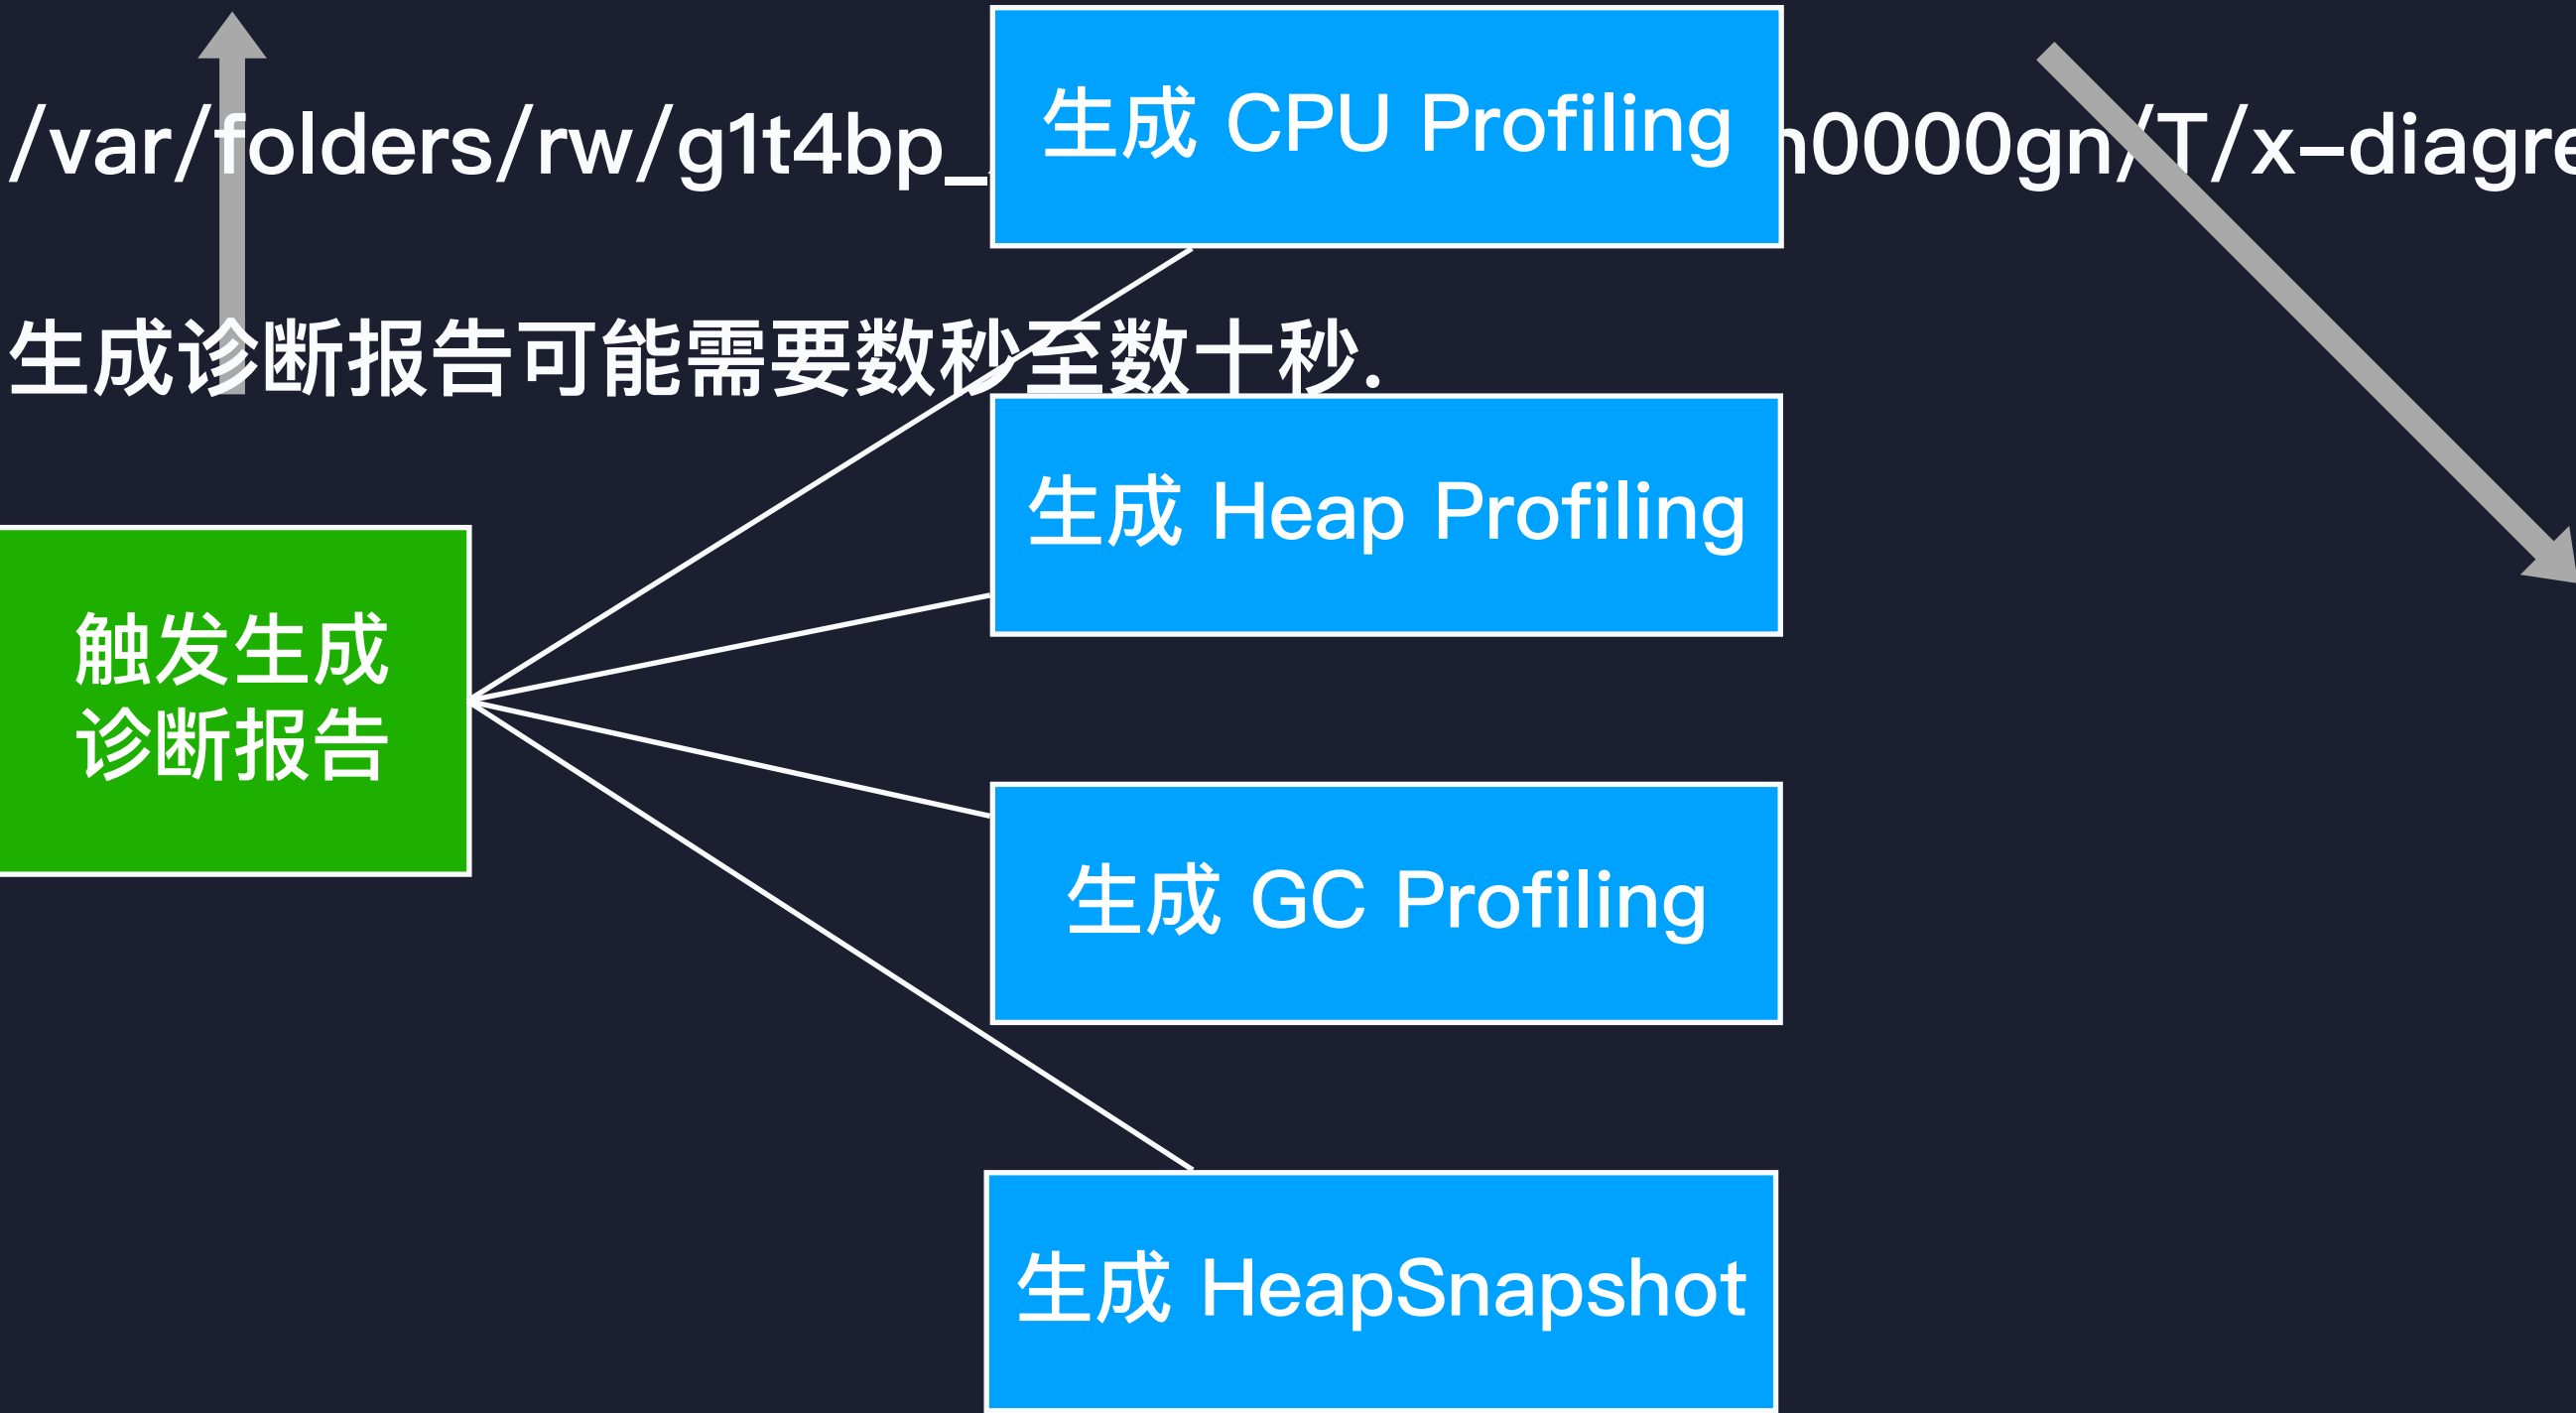 生成 CPU Profiling
/var/folders/rw/g1t4bp_
0000gn/T/x-diagr
生成诊断报告可能需要数秒至数十秒.
生成 Heap Profiling
触发生成
诊断报告
生成 GC Profiling
生成 HeapSnapshot